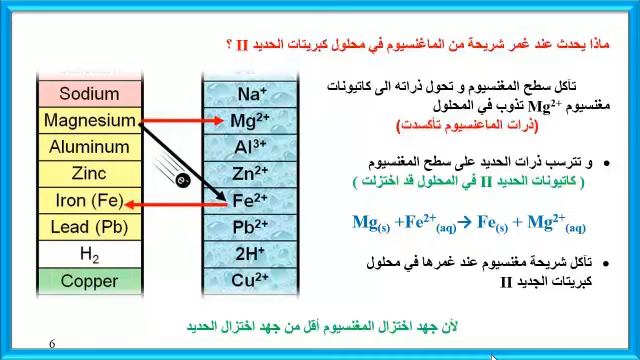 ماذا يحدث عند غمر شريحة من الماغنسيوم في محلول كبريتات الحديد II ؟
تأكل سطح المغنسيوم و تحول ذراته الى كاتيونات
مغنسيوم Mg2+ تذوب في المحلول
(ذرات الماغنسيوم تأكسدت)
• و تترسب ذرات الحديد على سطح المغنسيوم
( كاتيونات الحديد II في المحلول قد اختزلت )
Mg(s) +Fe2+(aq)→ Fe(s) + Mg2+(aq)
• تآكل شريحة مغنسيوم عند غمرها في محلول
كبريتات الحديد II
Sodium Na+
Magnesium Mg2+
Aluminum Al3+
Zinc Zn2+
e-
Iron (Fe) Fe2+
Lead (Pb) Pb2+
H2 2H+
Copper Cu2+
لأن جهد اختزال المغنسيوم أقل من جهد اختزال الحديد
6